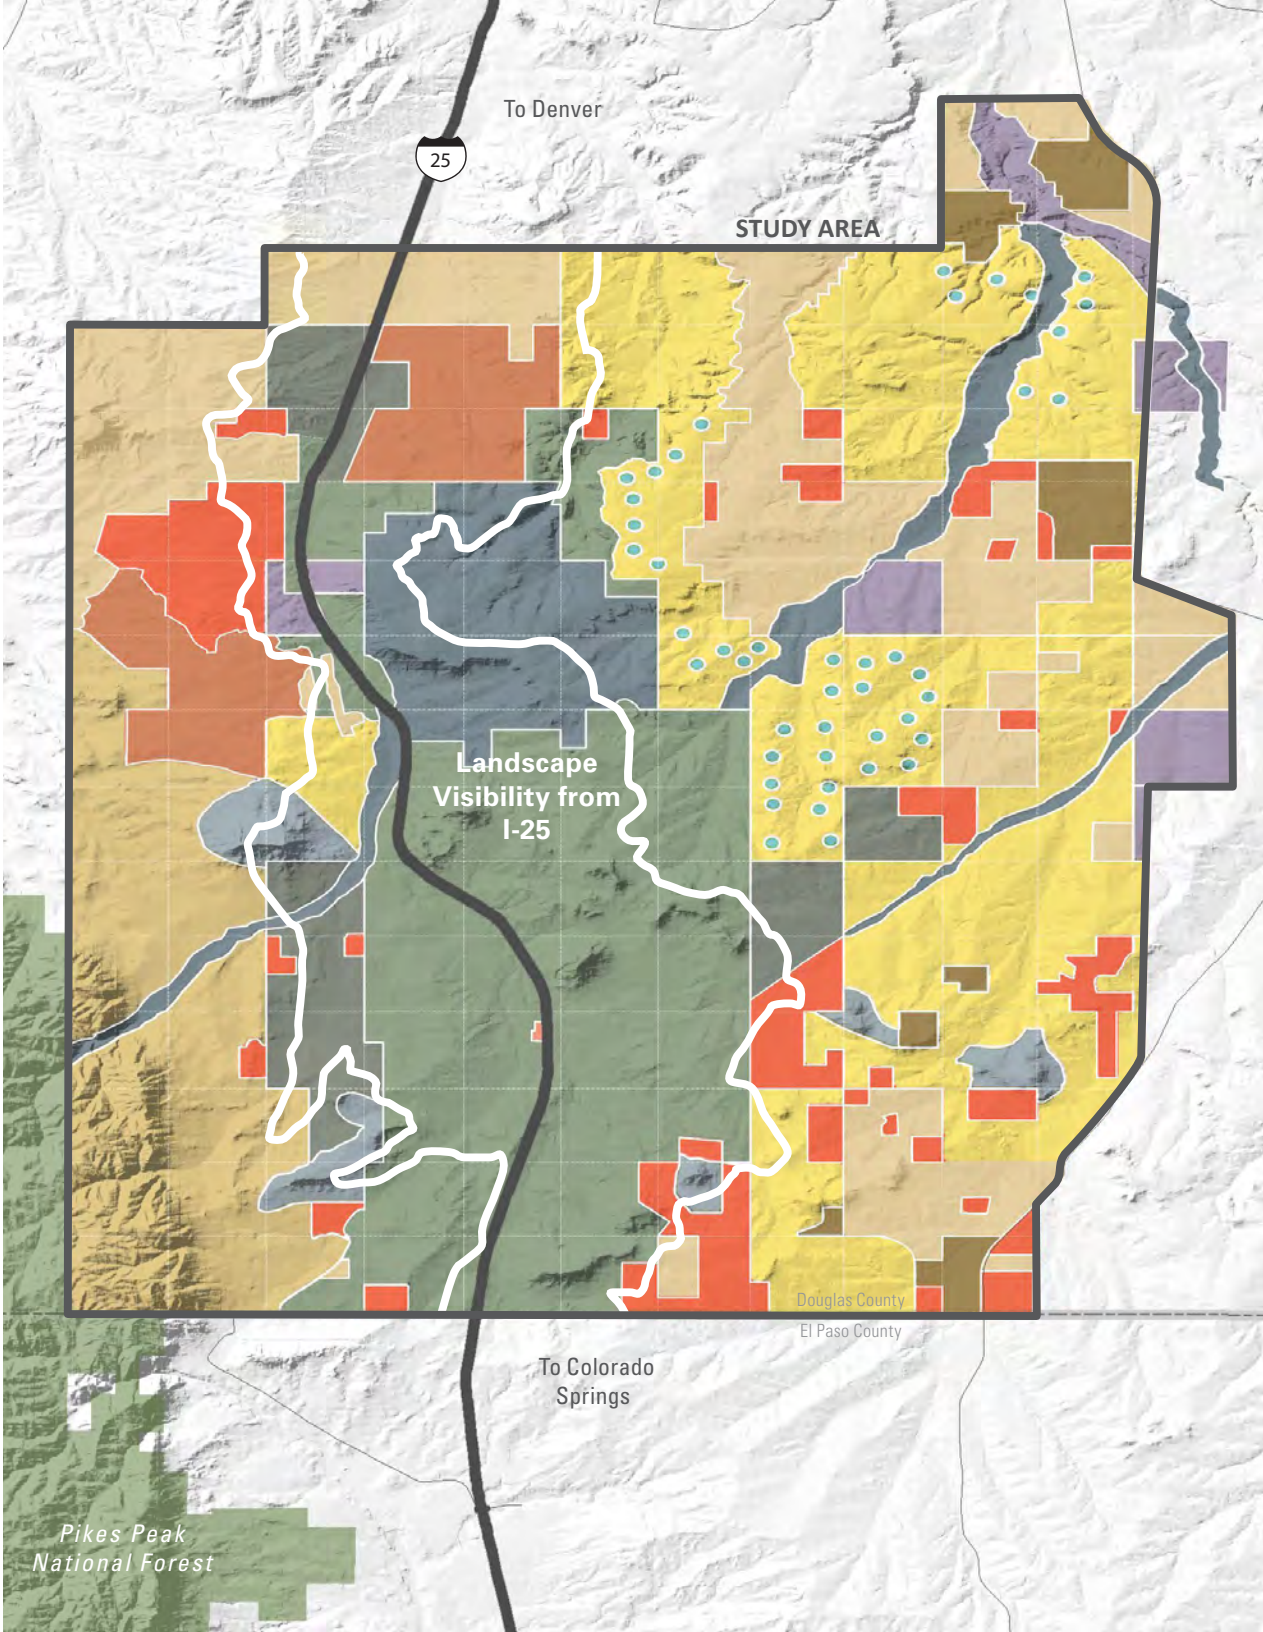 To Denver
25
STUDY AREA
Landscape
Visibility from
I-25
Douglas County
El Paso County
To Colorado
Springs
Pikes Peak
National Forest